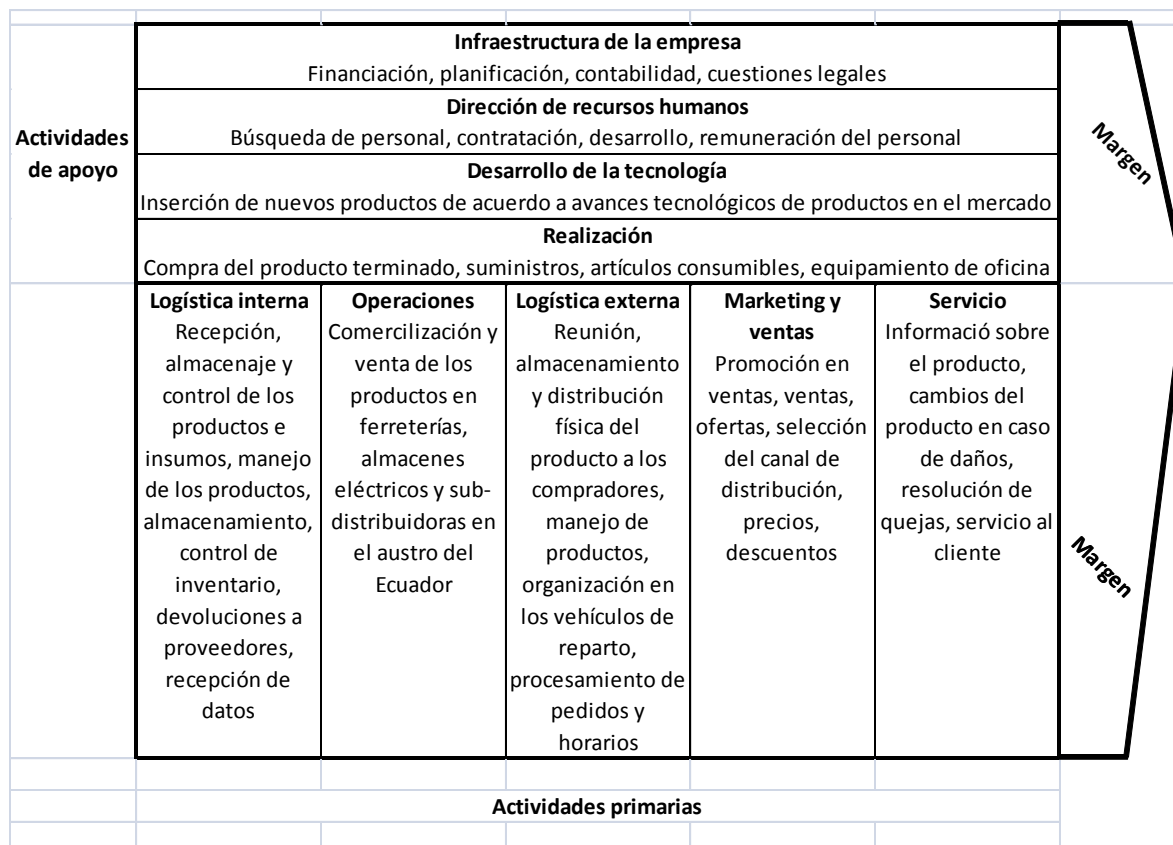 Infraestructura de la empresa
Financiación, planificación, contabilidad, cuestiones legales
Dirección de recursos humanos
Búsqueda de personal, contratación, desarrollo, remuneración del personal
Actividades
de apoyo
Desarrollo de la tecnología
Inserción de nuevos productos de acuerdo a avances tecnológicos de productos en el mercado
Realización
Compra del producto terminado, suministros, artículos consumibles, equipamiento de oficina
Margen
Logística interna
Recepción,
almacenaje y
control de los
productos e
insumos, manejo
de los productos,
almacenamiento,
control de
inventario,
devoluciones a
proveedores,
recepción de
datos
Operaciones
Comercilización y
venta de los
productos en
ferreterías,
almacenes
eléctricos y sub-
distribuidoras en
el austro del
Ecuador
Logística externa
Reunión,
almacenamiento
y distribución
física del
producto a los
compradores,
manejo de
productos,
organización en
los vehículos de
reparto,
procesamiento de
pedidos y
horarios
Marketing y
ventas
Promoción en
ventas, ventas,
ofertas, selección
del canal de
distribución,
precios,
descuentos
Servicio
Informació sobre
el producto,
cambios del
producto en caso
de daños,
resolución de
quejas, servicio al
cliente
Margen
Actividades primarias